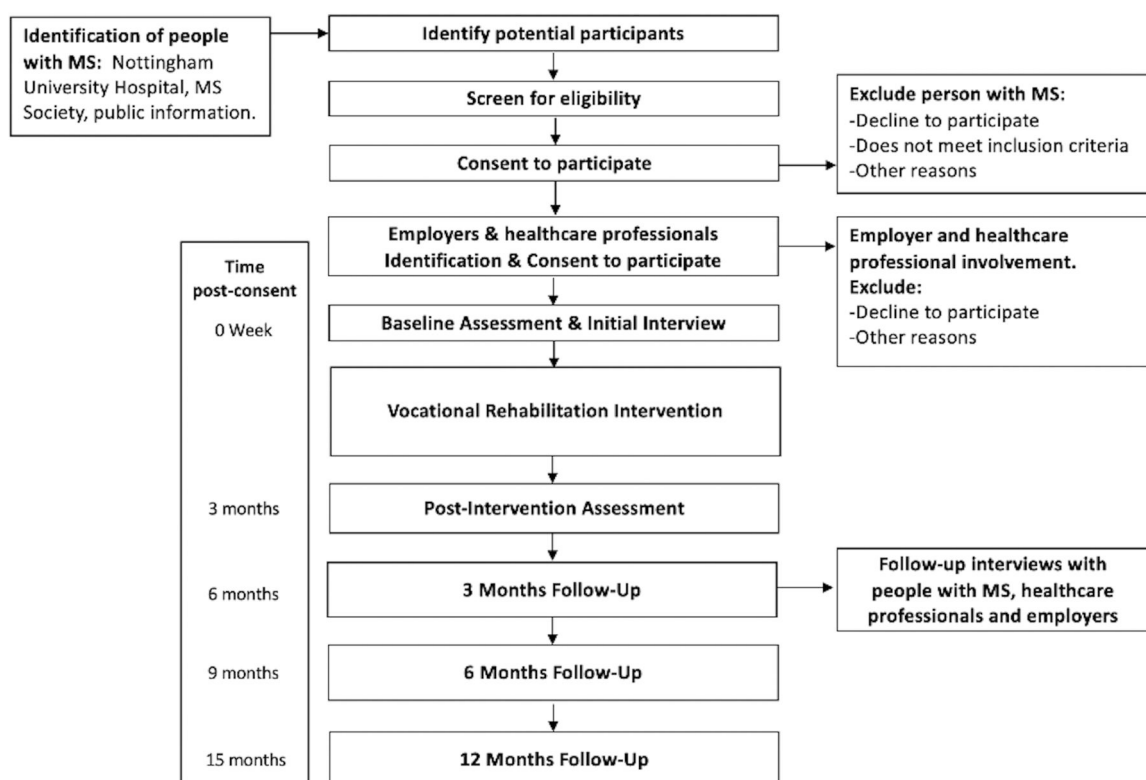 Identification of people
with MS: Nottingham
University Hospital, MS
Society, public information.
Identify potential participants
Screen for eligibility
Consent to participate
Exclude person with MS:
-Decline to participate
-Does not meet inclusion criteria
-Other reasons
Employers & healthcare professionals
Identification & Consent to participate
Employer and healthcare
professional involvement.
Exclude:
-Decline to participate
-Other reasons
Time
post-consent
0 Week
Baseline Assessment & Initial Interview
Vocational Rehabilitation Intervention
3 months
Post-Intervention Assessment
6 months
3 Months Follow-Up
Follow-up interviews with
people with MS, healthcare
professionals and employers
9 months
6 Months Follow-Up
15 months
12 Months Follow-Up